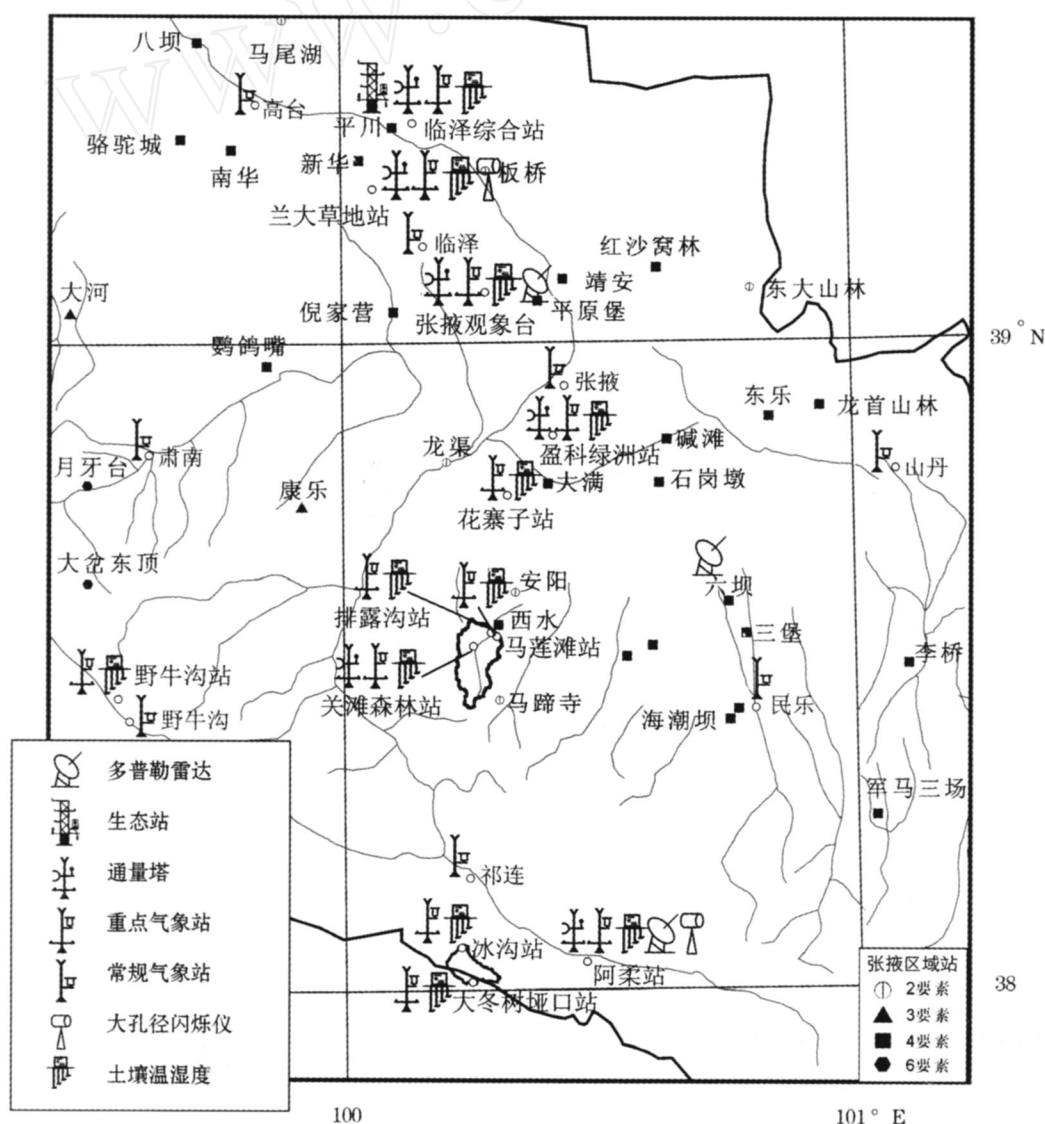 八坝
马尾湖
高台
平川
临泽综合站
骆驼城
南华
新华
板桥
兰大草地站
临泽
红沙窝林
大河
靖安
东大山林
倪家营
张掖观象台
平原堡
39°N
鹦鸽嘴
张掖
东乐
龙首山林
龙渠
盈科绿洲站
碱滩
肃南
月牙台
山丹
康乐
大满
石岗墩
花寨子站
大岔东顶
安阳
六坝
排露沟站
西水
三堡
马莲滩站
李桥
野牛沟站
关滩森林站
马蹄寺
民乐
野牛沟
海潮坝
多普勒雷达
军马三场
生态站
通量塔
祁连
重点气象站
冰沟站
常规气象站
阿柔站
张掖区域站
38
大冬树垭口站
2要素
大孔径闪烁仪
3要素
4要素
土壤温湿度
6要素
100
101°E